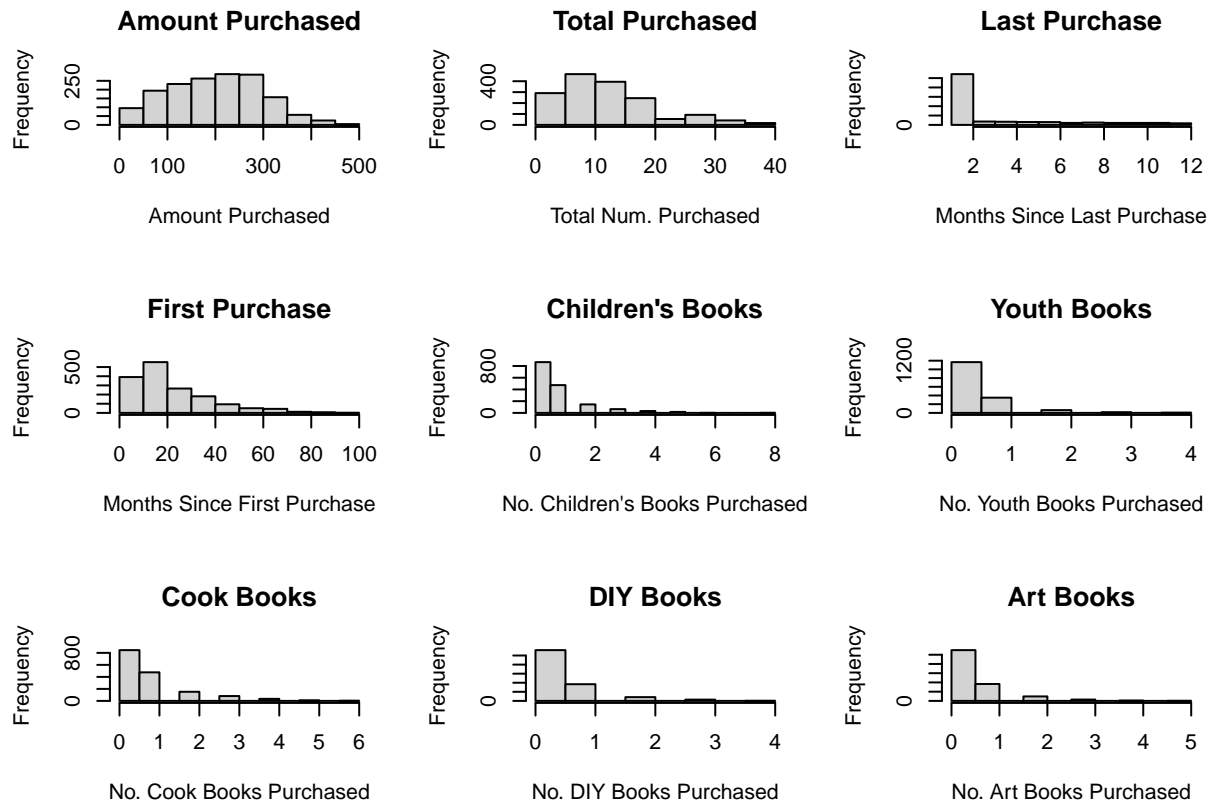 Amount Purchased
Frequency
0 250
0 100 300 500
Amount Purchased
Total Purchased
Frequency
0 400
0 10 20 30 40
Total Num. Purchased
Last Purchase
Frequency
0
2 4 6 8 10 12
Months Since Last Purchase
First Purchase
Frequency
0 500
0 20 40 60 80 100
Months Since First Purchase
Children's Books
Frequency
0 800
0 2 4 6 8
No. Children's Books Purchased
Youth Books
Frequency
0 1200
0 1 2 3 4
No. Youth Books Purchased
Cook Books
Frequency
0 800
0 1 2 3 4 5 6
No. Cook Books Purchased
DIY Books
Frequency
0
0 1 2 3 4
No. DIY Books Purchased
Art Books
Frequency
0
0 1 2 3 4 5
No. Art Books Purchased